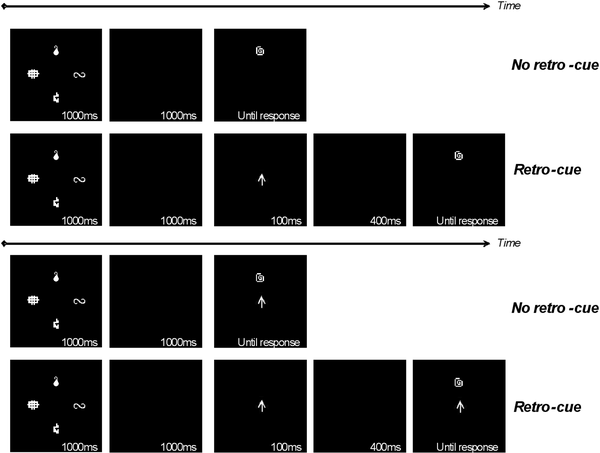 Time
No retro -cue
1000ms 1000ms Until response
Retro-cue
1000ms 1000ms 100ms 400ms Until response
Time
No retro -cue
1000ms 1000ms Until response
Retro-cue
1000ms 1000ms 100ms 400ms Until response